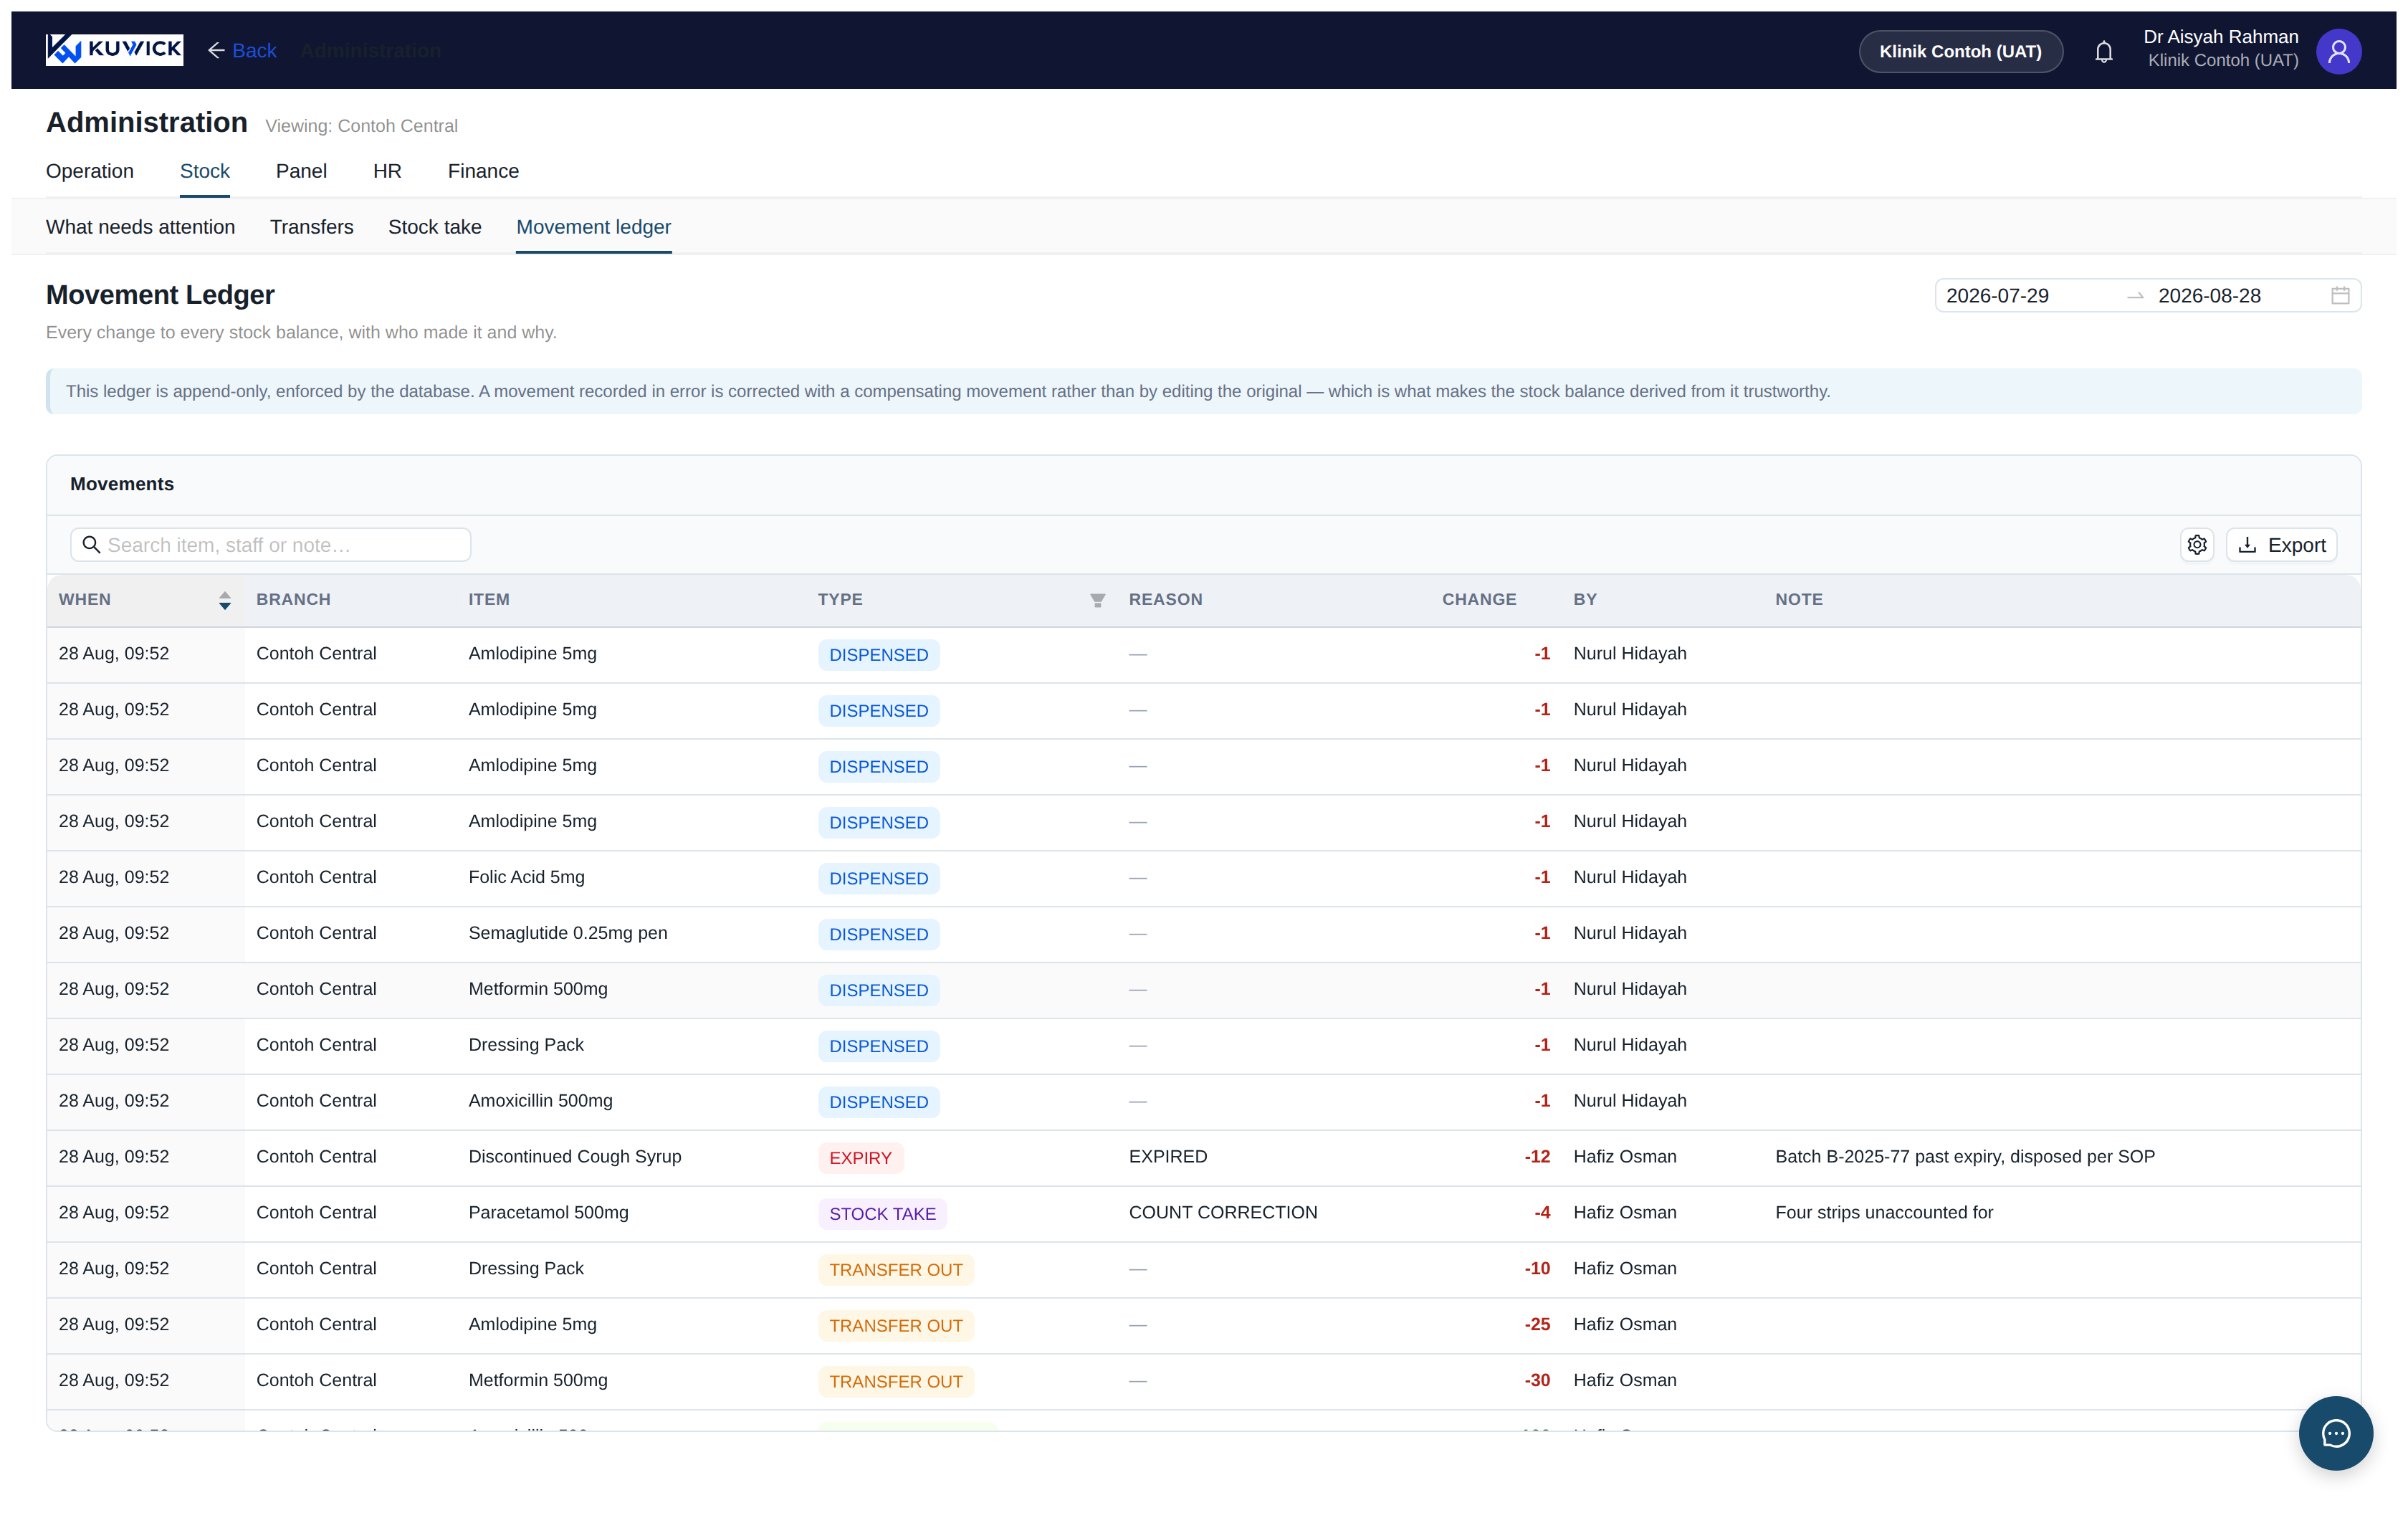 KUWICK
Back Administration
Klinik Contoh (UAT)
Dr Aisyah Rahman
Klinik Contoh (UAT)
Administration Viewing: Contoh Central
Operation Stock Panel HR Finance
What needs attention Transfers Stock take Movement ledger
Movement Ledger
2026-07-29 2026-08-28
Every change to every stock balance, with who made it and why.
This ledger is append-only, enforced by the database. A movement recorded in error is corrected with a compensating movement rather than by editing the original — which is what makes the stock balance derived from it trustworthy.
Movements
Search item, staff or note…
Export
WHEN BRANCH ITEM TYPE REASON CHANGE BY NOTE
28 Aug, 09:52 Contoh Central Amlodipine 5mg DISPENSED — -1 Nurul Hidayah
28 Aug, 09:52 Contoh Central Amlodipine 5mg DISPENSED — -1 Nurul Hidayah
28 Aug, 09:52 Contoh Central Amlodipine 5mg DISPENSED — -1 Nurul Hidayah
28 Aug, 09:52 Contoh Central Amlodipine 5mg DISPENSED — -1 Nurul Hidayah
28 Aug, 09:52 Contoh Central Folic Acid 5mg DISPENSED — -1 Nurul Hidayah
28 Aug, 09:52 Contoh Central Semaglutide 0.25mg pen DISPENSED — -1 Nurul Hidayah
28 Aug, 09:52 Contoh Central Metformin 500mg DISPENSED — -1 Nurul Hidayah
28 Aug, 09:52 Contoh Central Dressing Pack DISPENSED — -1 Nurul Hidayah
28 Aug, 09:52 Contoh Central Amoxicillin 500mg DISPENSED — -1 Nurul Hidayah
28 Aug, 09:52 Contoh Central Discontinued Cough Syrup EXPIRY EXPIRED -12 Hafiz Osman Batch B-2025-77 past expiry, disposed per SOP
28 Aug, 09:52 Contoh Central Paracetamol 500mg STOCK TAKE COUNT CORRECTION -4 Hafiz Osman Four strips unaccounted for
28 Aug, 09:52 Contoh Central Dressing Pack TRANSFER OUT — -10 Hafiz Osman
28 Aug, 09:52 Contoh Central Amlodipine 5mg TRANSFER OUT — -25 Hafiz Osman
28 Aug, 09:52 Contoh Central Metformin 500mg TRANSFER OUT — -30 Hafiz Osman